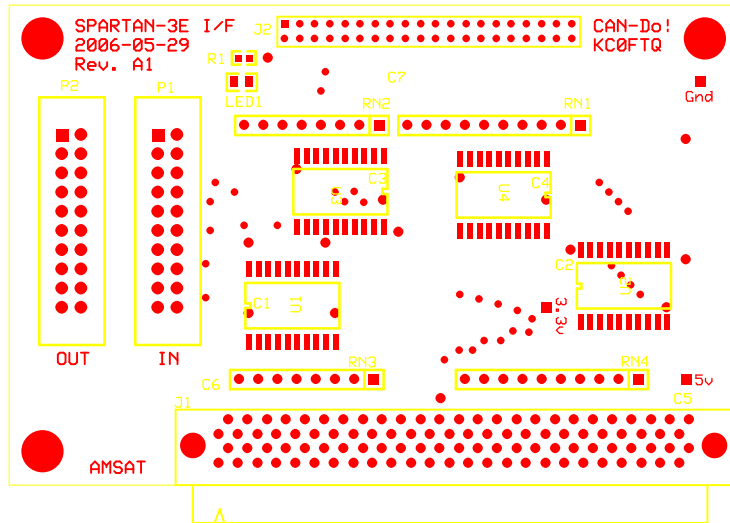 SPARTAN-3E I/F
2006-05-29
Rev. A1
J2
CAN-Do!
KC0FTQ
R1
LED1
C7
Gnd
P2
P1
RN2
RN1
C3
U3
C4
U4
C2
C1
U1
3.3v
OUT
IN
RN3
RN4
C6
5v
J1
C5
AMSAT